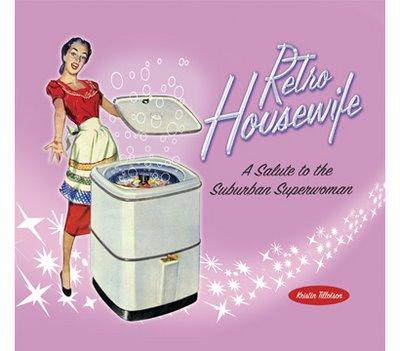 Retro
Housewife
A Salute to the
Suburban Superwoman
Kristin Tillotson